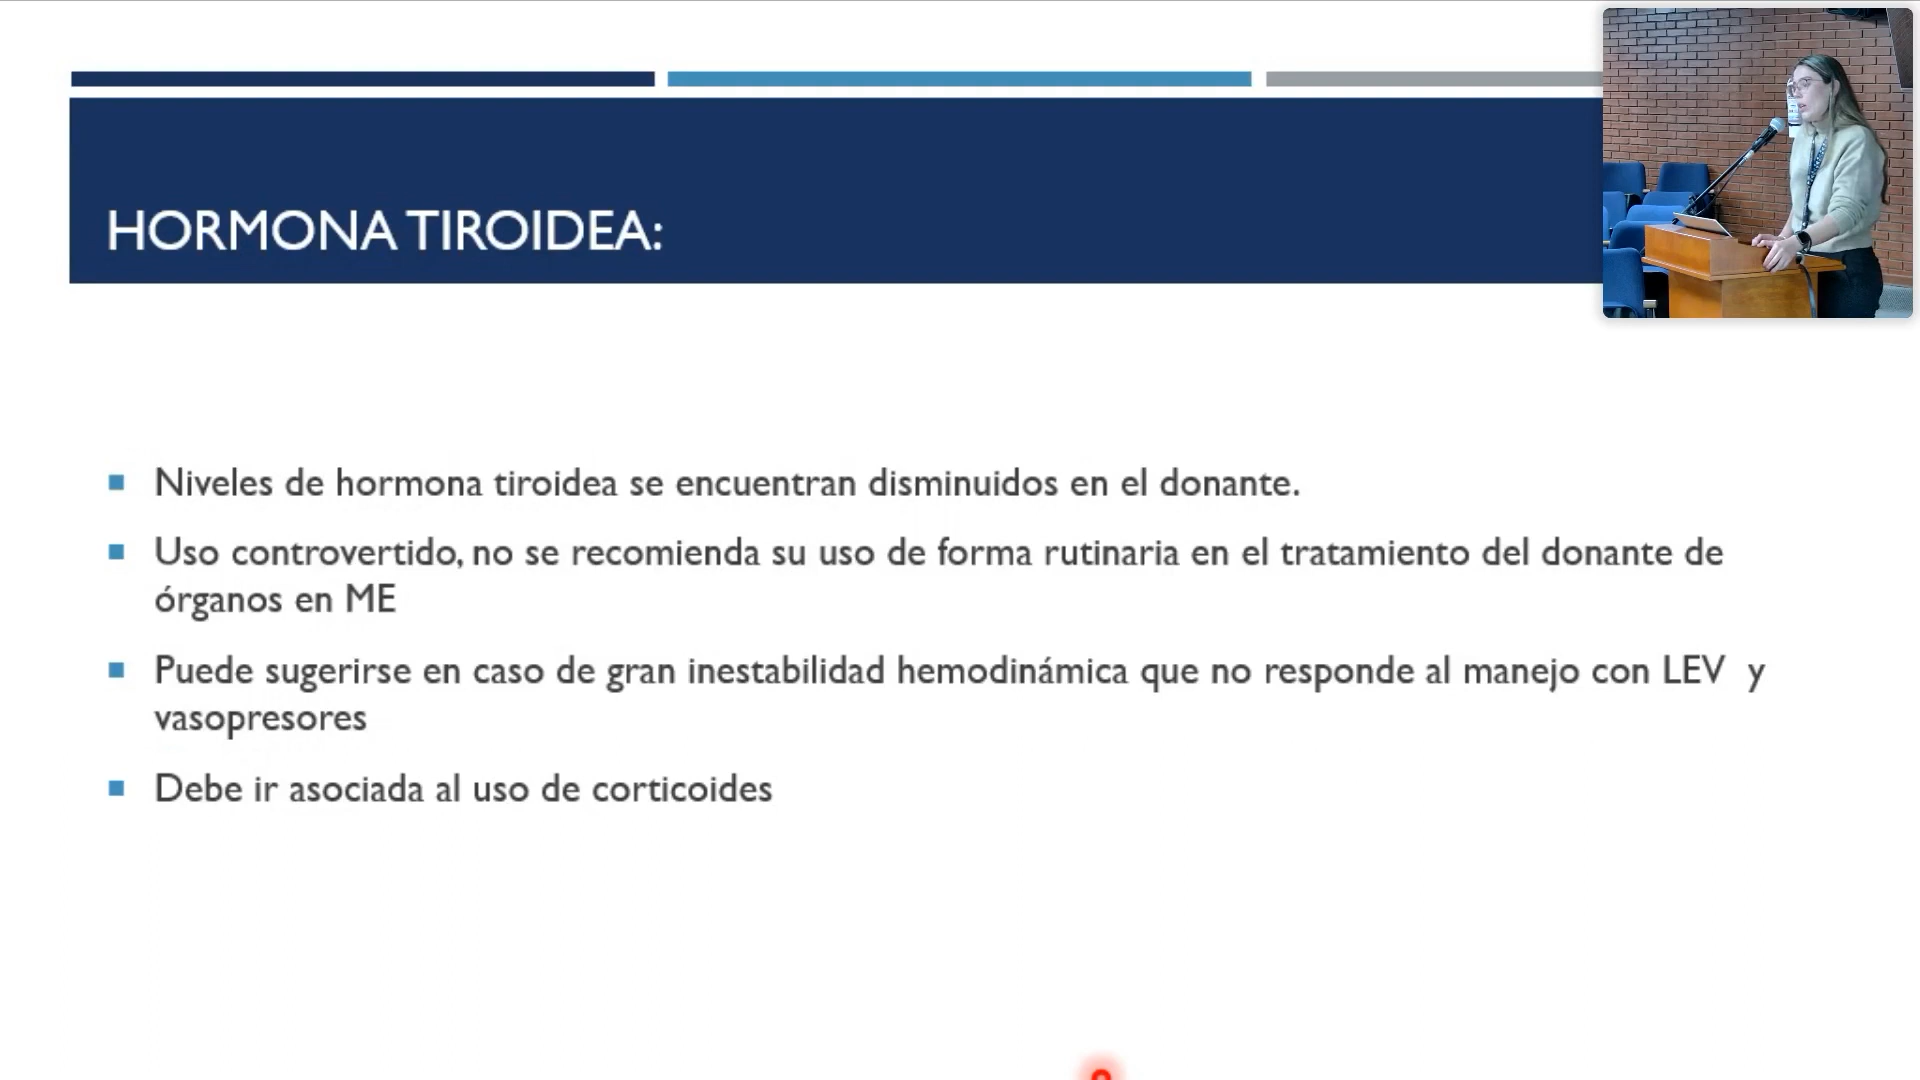 HORMONA TIROIDEA:
Niveles de hormona tiroidea se encuentran disminuidos en el donante.
Uso controvertido, no se recomienda su uso de forma rutinaria en el tratamiento del donante de
órganos en ME
Puede sugerirse en caso de gran inestabilidad hemodinámica que no responde al manejo con LEV y
vasopresores
Debe ir asociada al uso de corticoides